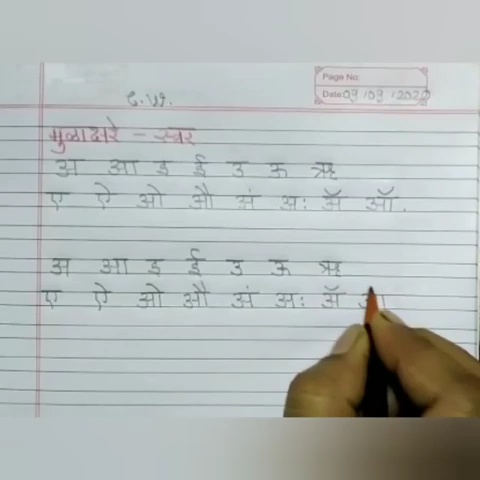 Page No:
Date: 09/09/2020
C.W.
मुळाक्षरे - स्वर
अ आ इ ई उ ऊ ऋ
ए ऐ ओ औ अं अः ॲ ऑ.
अ आ इ ई उ ऊ ऋ
ए ऐ ओ औ अं अः ॲ